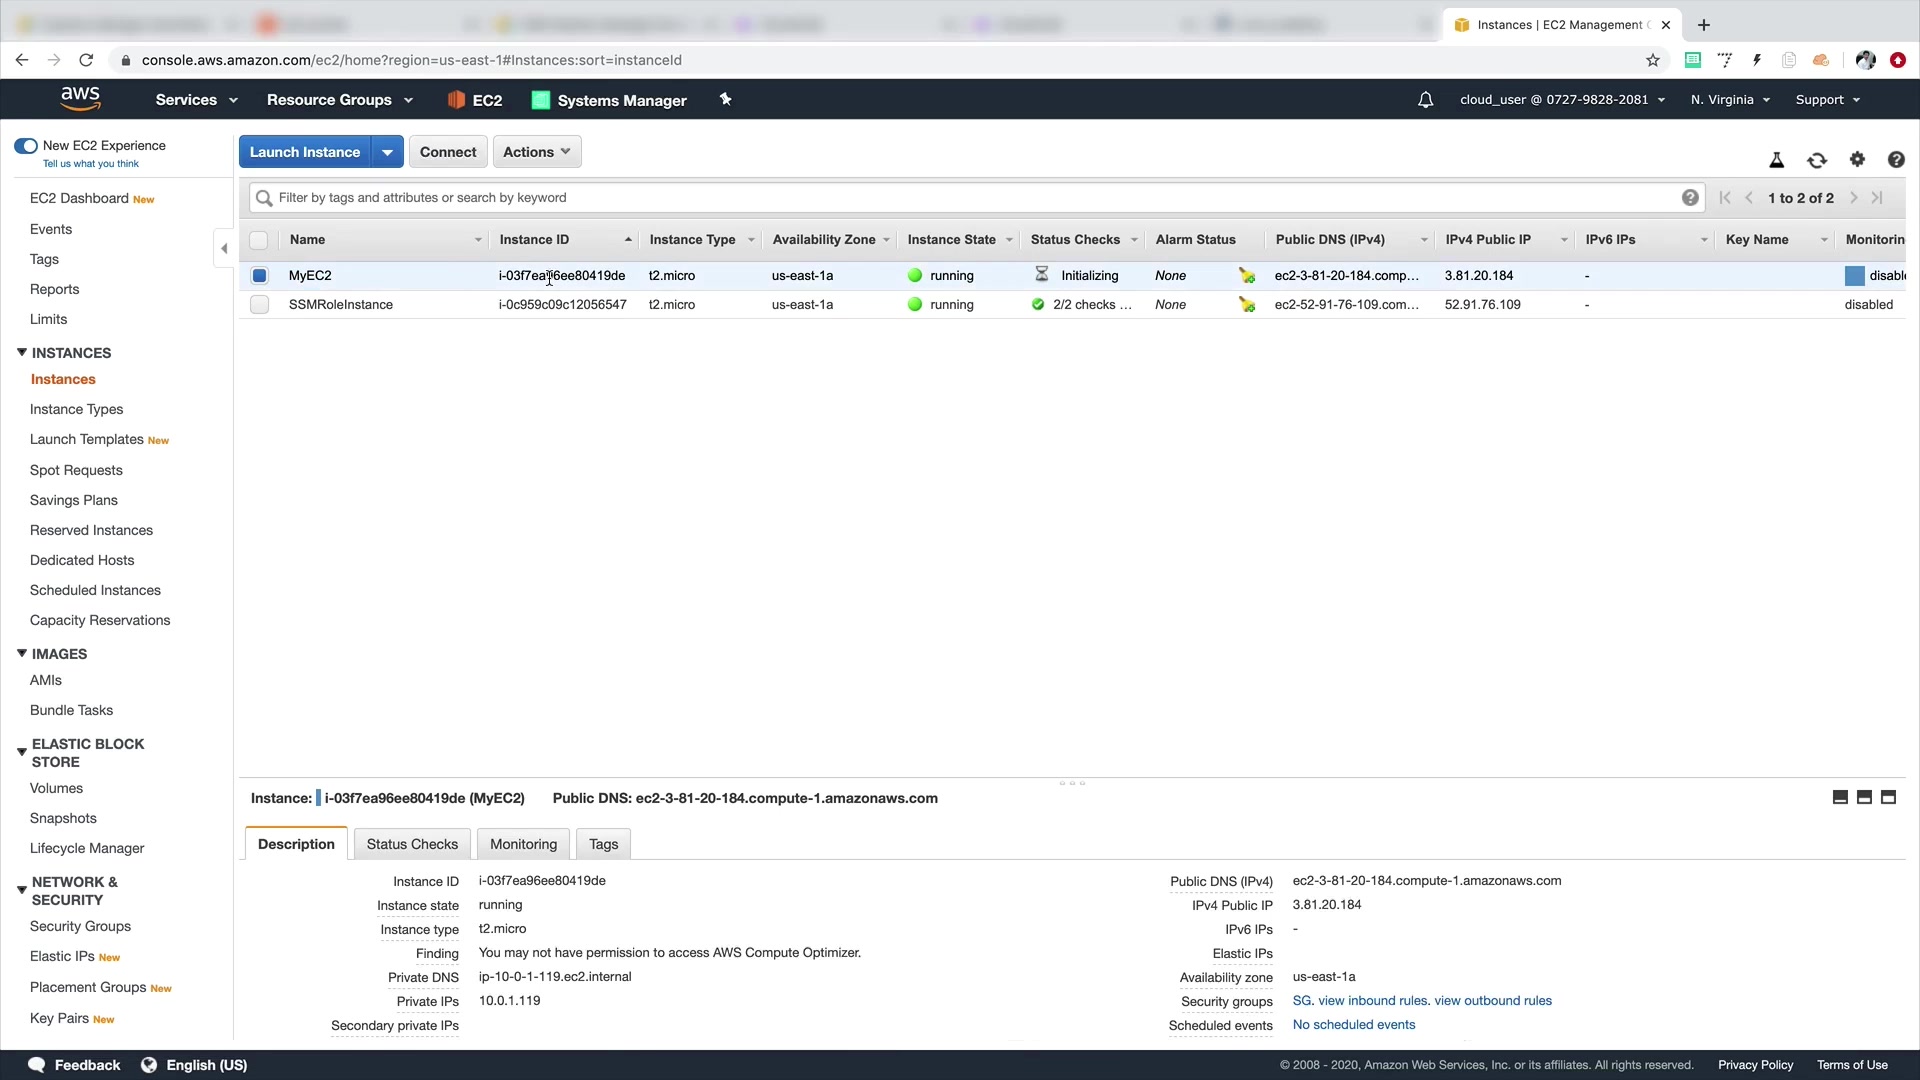 Instances | EC2 Management
console.aws.amazon.com/ec2/home?region=us-east-1#Instances:sort=instanceId
aws Services Resource Groups EC2 Systems Manager cloud_user @ 0727-9828-2081 N. Virginia Support
New EC2 Experience
Tell us what you think
EC2 Dashboard New
Events
Tags
Reports
Limits
INSTANCES
Instances
Instance Types
Launch Templates New
Spot Requests
Savings Plans
Reserved Instances
Dedicated Hosts
Scheduled Instances
Capacity Reservations
IMAGES
AMIs
Bundle Tasks
ELASTIC BLOCK
STORE
Volumes
Snapshots
Lifecycle Manager
NETWORK &
SECURITY
Security Groups
Elastic IPs New
Placement Groups New
Key Pairs New
Launch Instance Connect Actions
Filter by tags and attributes or search by keyword 1 to 2 of 2
Name Instance ID Instance Type Availability Zone Instance State Status Checks Alarm Status Public DNS (IPv4) IPv4 Public IP IPv6 IPs Key Name Monitorin
MyEC2 i-03f7ea96ee80419de t2.micro us-east-1a running Initializing None ec2-3-81-20-184.comp... 3.81.20.184 - disable
SSMRoleInstance i-0c959c09c12056547 t2.micro us-east-1a running 2/2 checks ... None ec2-52-91-76-109.com... 52.91.76.109 - disabled
Instance: i-03f7ea96ee80419de (MyEC2) Public DNS: ec2-3-81-20-184.compute-1.amazonaws.com
Description Status Checks Monitoring Tags
Instance ID i-03f7ea96ee80419de Public DNS (IPv4) ec2-3-81-20-184.compute-1.amazonaws.com
Instance state running IPv4 Public IP 3.81.20.184
Instance type t2.micro IPv6 IPs -
Finding You may not have permission to access AWS Compute Optimizer. Elastic IPs
Private DNS ip-10-0-1-119.ec2.internal Availability zone us-east-1a
Private IPs 10.0.1.119 Security groups SG. view inbound rules. view outbound rules
Secondary private IPs Scheduled events No scheduled events
Feedback English (US) © 2008 - 2020, Amazon Web Services, Inc. or its affiliates. All rights reserved. Privacy Policy Terms of Use